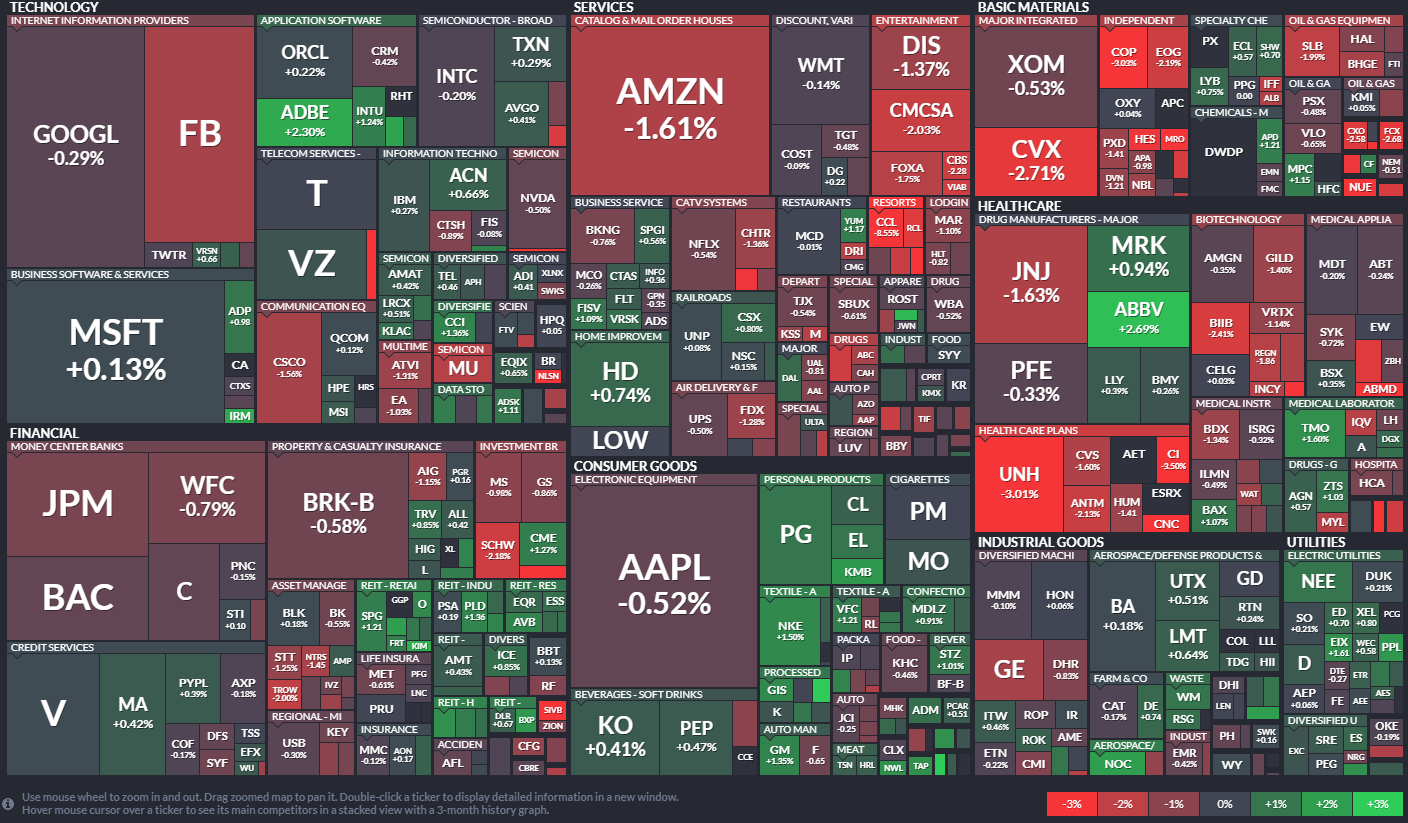 TECHNOLOGY
INTERNET INFORMATION PROVIDERS
GOOGL
-0.29%
FB
TWTR
VRSN
+0.66
APPLICATION SOFTWARE
ORCL
+0.22%
CRM
-0.42%
ADBE
+2.30%
INTU
+1.24%
RHT
SEMICONDUCTOR - BROAD
INTC
-0.20%
TXN
+0.29%
AVGO
+0.41%
TELECOM SERVICES -
T
VZ
INFORMATION TECHNO
IBM
+0.27%
ACN
+0.66%
CTSH
-0.89%
FIS
-0.08%
SEMICON
NVDA
-0.50%
BUSINESS SOFTWARE & SERVICES
MSFT
+0.13%
ADP
+0.98
CA
CTXS
IRM
COMMUNICATION EQ
CSCO
-1.56%
QCOM
+0.12%
HPE
HRS
MSI
SEMICON
AMAT
+0.42%
LRCX
+0.51%
KLAC
DIVERSIFIED
TEL
+0.46
APH
SEMICON
ADI
+0.41
XLNX
SWKS
DIVERSIFIE
CCI
+1.36%
SCIEN
FTV
HPQ
+0.05
MULTIME
ATVI
-1.31%
EA
-1.03%
SEMICON
MU
DATA STO
EQIX
+0.65%
BR
NLSN
ADSK
+1.11
FINANCIAL
MONEY CENTER BANKS
JPM
WFC
-0.79%
BAC
C
PNC
-0.15%
STI
+0.10
PROPERTY & CASUALTY INSURANCE
BRK-B
-0.58%
AIG
-1.15%
PGR
+0.16
TRV
+0.85%
ALL
+0.42
HIG
XL
L
INVESTMENT BR
MS
-0.98%
GS
-0.86%
SCHW
-2.18%
CME
+1.27%
CREDIT SERVICES
V
MA
+0.42%
PYPL
+0.39%
AXP
-0.18%
COF
-0.17%
DFS
SYF
TSS
EFX
WU
ASSET MANAGE
BLK
+0.18%
BK
-0.55%
STT
-1.25%
NTRS
-1.45
AMP
TROW
-2.00%
IVZ
REGIONAL - MI
USB
-0.30%
KEY
REIT - RETAI
SPG
+1.21
GGP
O
FRT
KIM
REIT - INDU
PSA
+0.19
PLD
+1.36
REIT - RES
EQR
ESS
AVB
LIFE INSURA
MET
-0.61%
PFG
LNC
PRU
REIT -
AMT
+0.43%
DIVERS
ICE
+0.85%
BBT
+0.13%
RF
INSURANCE
MMC
-0.12%
AON
+0.17
REIT - H
REIT -
DLR
+0.67
BXP
SIVB
ZION
ACCIDEN
AFL
CFG
CBRE
SERVICES
CATALOG & MAIL ORDER HOUSES
AMZN
-1.61%
DISCOUNT, VARI
WMT
-0.14%
COST
-0.09%
TGT
-0.48%
DG
+0.22
ENTERTAINMENT
DIS
-1.37%
CMCSA
-2.03%
FOXA
-1.75%
CBS
-2.28
VIAB
BUSINESS SERVICE
BKNG
-0.76%
SPGI
+0.56%
MCO
-0.26%
CTAS
INFO
+0.36
FISV
+1.09%
FLT
GPN
-0.35
VRSK
ADS
CATV SYSTEMS
NFLX
-0.54%
CHTR
-1.36%
RESTAURANTS
MCD
-0.01%
YUM
+1.17
DRI
CMG
RESORTS
CCL
-8.55%
RCL
LODGIN
MAR
-1.10%
HLT
-0.82
HOME IMPROVEM
HD
+0.74%
LOW
RAILROADS
UNP
+0.08%
CSX
+0.80%
NSC
+0.15%
AIR DELIVERY & F
UPS
-0.50%
FDX
-1.28%
DEPART
TJX
-0.54%
KSS
M
SPECIAL
SBUX
-0.61%
APPARE
ROST
JWN
DRUG
WBA
-0.52%
MAJOR
DAL
UAL
-0.81
AAL
DRUGS
ABC
CAH
INDUST
FOOD
SYY
AUTO P
AZO
AAP
CPRT
KMX
KR
SPECIAL
ULTA
REGION
LUV
TIF
BBY
CONSUMER GOODS
ELECTRONIC EQUIPMENT
AAPL
-0.52%
PERSONAL PRODUCTS
PG
CL
EL
KMB
CIGARETTES
PM
MO
TEXTILE - A
NKE
+1.50%
TEXTILE - A
VFC
+1.21
RL
CONFECTIO
MDLZ
+0.91%
PACKA
IP
FOOD -
KHC
-0.46%
BEVER
STZ
+1.01%
BF-B
BEVERAGES - SOFT DRINKS
KO
+0.41%
PEP
+0.47%
CCE
PROCESSED
GIS
K
AUTO
JCI
-0.25
MHK
ADM
PCAR
+0.51
AUTO MAN
GM
+1.35%
F
-0.65
MEAT
TSN
HRL
CLX
NWL
TAP
BASIC MATERIALS
MAJOR INTEGRATED
XOM
-0.53%
CVX
-2.71%
INDEPENDENT
COP
-3.03%
EOG
-2.19%
OXY
+0.04%
APC
PXD
-1.41
HES
MRO
APA
-0.98
DVN
-1.21
NBL
SPECIALTY CHE
PX
ECL
+0.57
SHW
+0.70
LYB
+0.75%
PPG
0.00
IFF
ALB
CHEMICALS - M
DWDP
APD
+1.21
EMN
FMC
OIL & GAS EQUIPMEN
SLB
-1.99%
HAL
BHGE
FTI
OIL & GA
PSX
-0.48%
VLO
-0.65%
MPC
+1.15
HFC
OIL & GAS
KMI
+0.05%
CXO
-2.58
FCX
-2.68
CF
NEM
-0.51
NUE
HEALTHCARE
DRUG MANUFACTURERS - MAJOR
JNJ
-1.63%
MRK
+0.94%
ABBV
+2.69%
PFE
-0.33%
LLY
+0.39%
BMY
+0.26%
BIOTECHNOLOGY
AMGN
-0.35%
GILD
-1.40%
BIIB
-2.41%
VRTX
-1.14%
REGN
-1.86
CELG
+0.03%
INCY
MEDICAL APPLIA
MDT
-0.20%
ABT
-0.24%
SYK
-0.72%
EW
BSX
+0.35%
ZBH
ABMD
HEALTH CARE PLANS
UNH
-3.01%
CVS
-1.60%
AET
CI
-3.50%
ANTM
-2.13%
HUM
-1.41
ESRX
CNC
MEDICAL INSTR
BDX
-1.34%
ISRG
-0.32%
ILMN
-0.49%
WAT
BAX
+1.07%
MEDICAL LABORATOR
TMO
+1.60%
IQV
LH
A
DGX
DRUGS - G
AGN
+0.57
ZTS
+1.03
MYL
HOSPITA
HCA
INDUSTRIAL GOODS
DIVERSIFIED MACHI
MMM
-0.10%
HON
+0.06%
GE
DHR
-0.83%
ITW
+0.46%
ROP
IR
ROK
AME
ETN
-0.22%
CMI
AEROSPACE/DEFENSE PRODUCTS &
BA
+0.18%
UTX
+0.51%
GD
LMT
+0.64%
RTN
+0.24%
COL
LLL
TDG
HII
FARM & CO
CAT
-0.17%
DE
+0.74
WASTE
WM
RSG
DHI
LEN
AEROSPACE/
NOC
INDUST
EMR
-0.42%
PH
SWK
+0.16
WY
UTILITIES
ELECTRIC UTILITIES
NEE
DUK
+0.21%
SO
+0.21%
ED
+0.70
XEL
+0.80
PCG
D
EIX
+1.61
WEC
+0.58
PPL
DTE
-0.27
ETR
AEP
+0.06%
FE
AEE
AES
DIVERSIFIED U
EXC
SRE
ES
PEG
NRG
OKE
-0.19%
Use mouse wheel to zoom in and out. Drag zoomed map to pan it. Double-click a ticker to display detailed information in a new window.
Hover mouse cursor over a ticker to see its main competitors in a stacked view with a 3-month history graph.
-3% -2% -1% 0% +1% +2% +3%